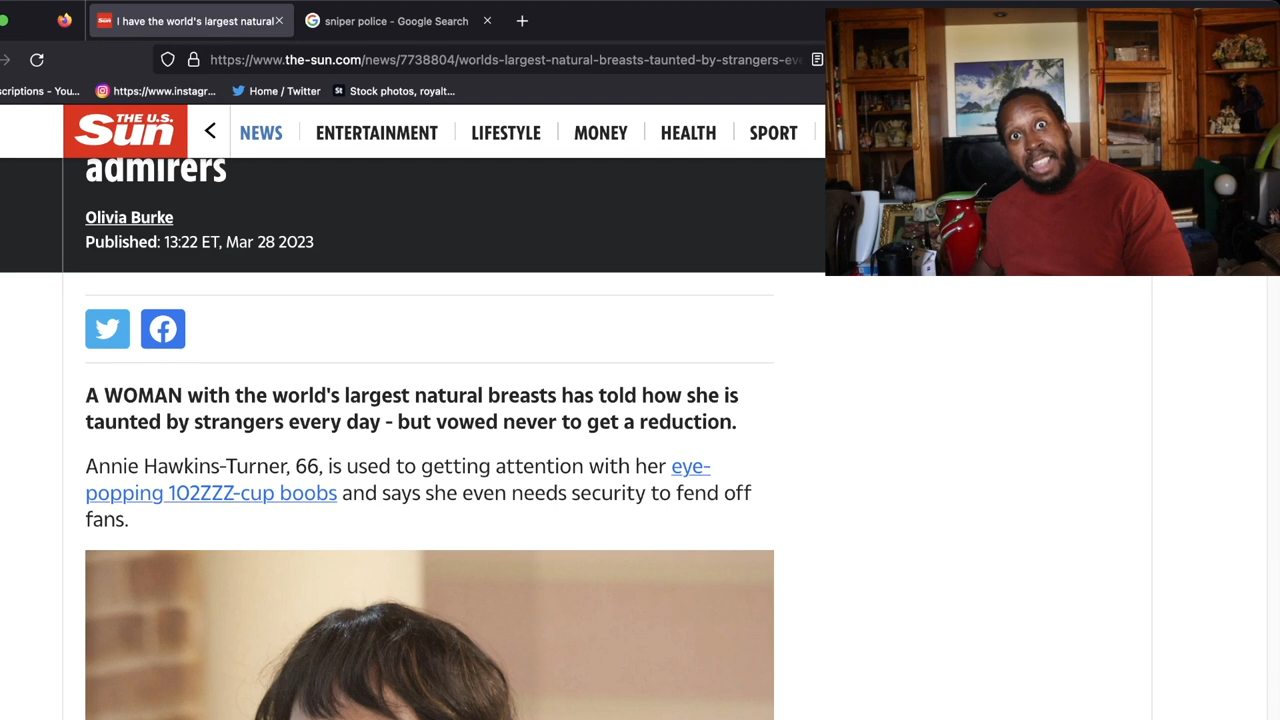 I have the world's largest natural
sniper police - Google Search
https://www.the-sun.com/news/7738804/worlds-largest-natural-breasts-taunted-by-strangers-ev
scriptions - You...
https://www.instagr...
Home / Twitter
St
Stock photos, royalt...
Sun
THE U.S.
Sun
NEWS
ENTERTAINMENT
LIFESTYLE
MONEY
HEALTH
SPORT
admirers
Olivia Burke
Published: 13:22 ET, Mar 28 2023
A WOMAN with the world's largest natural breasts has told how she is
taunted by strangers every day - but vowed never to get a reduction.
Annie Hawkins-Turner, 66, is used to getting attention with her eye-
popping 102ZZZ-cup boobs and says she even needs security to fend off
fans.